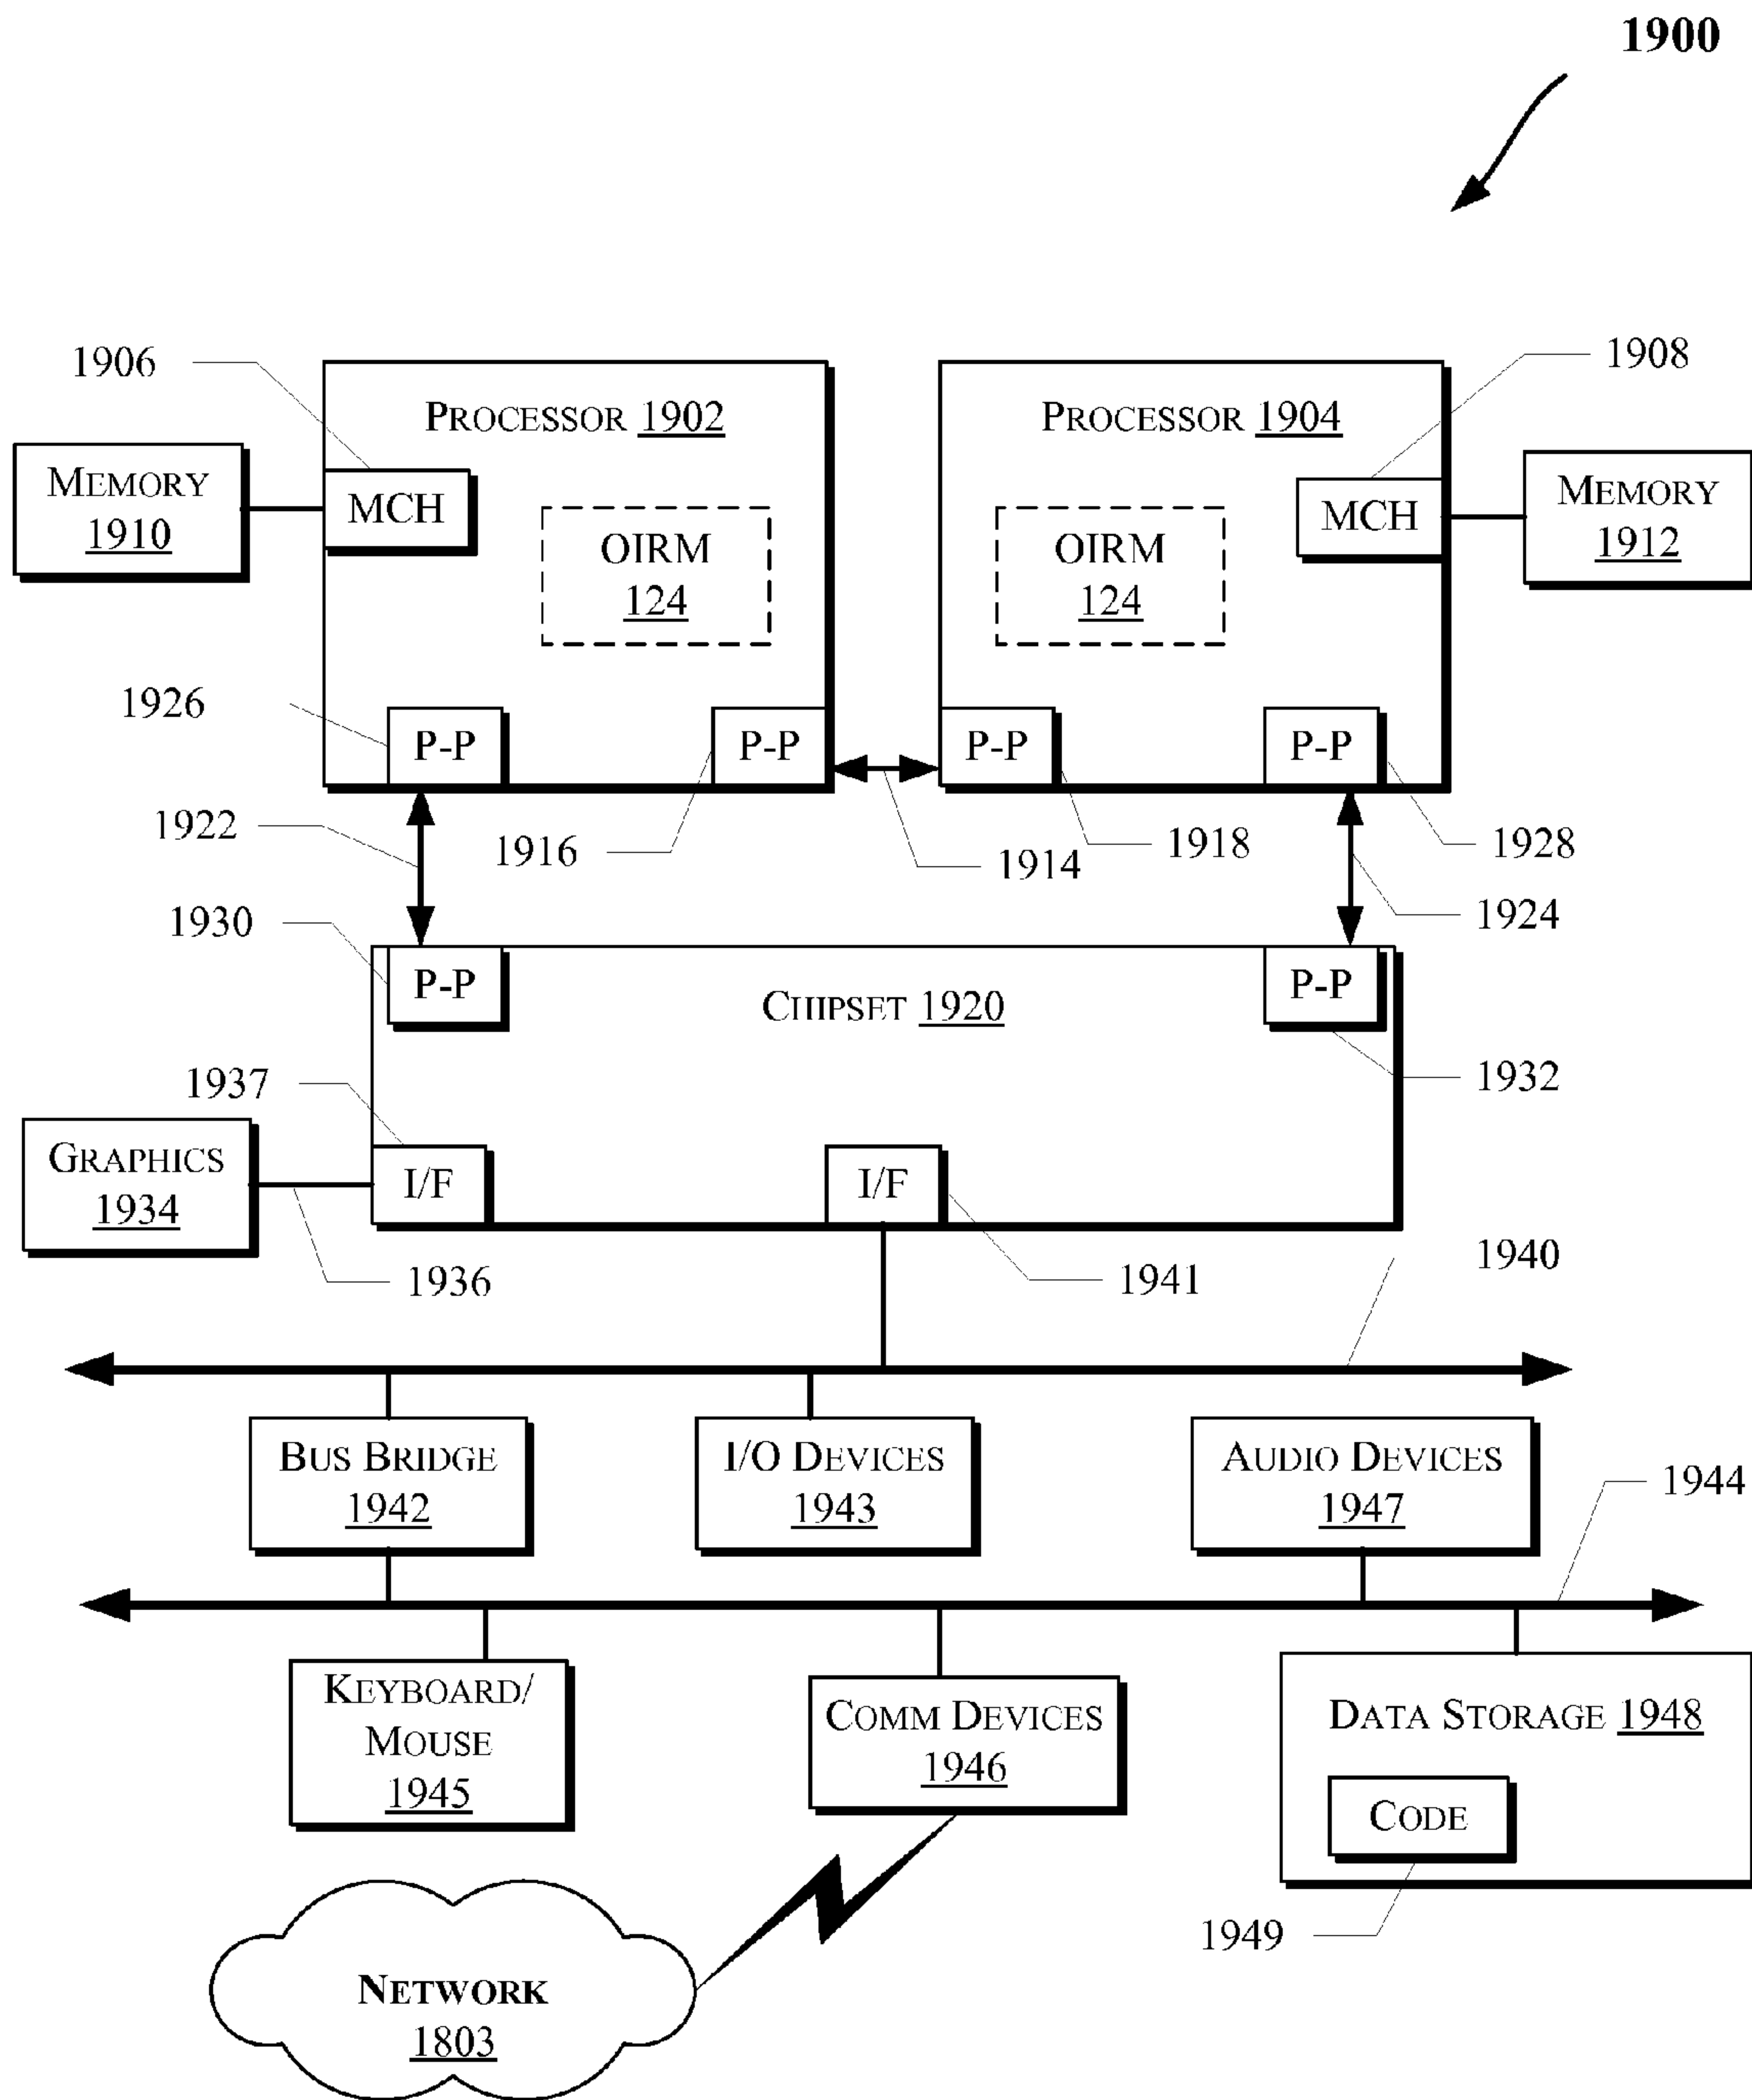 1900
1906
1908
PROCESSOR 1902
PROCESSOR 1904
MEMORY
1910
MCH
OIRM
124
OIRM
124
MCH
MEMORY
1912
1926
P-P
P-P
P-P
P-P
1922
1916
1914
1918
1928
1930
1924
P-P
CHIPSET 1920
P-P
1937
1932
GRAPHICS
1934
I/F
I/F
1936
1941
1940
BUS BRIDGE
1942
I/O DEVICES
1943
AUDIO DEVICES
1947
1944
KEYBOARD/
MOUSE
1945
COMM DEVICES
1946
DATA STORAGE 1948
CODE
1949
NETWORK
1803